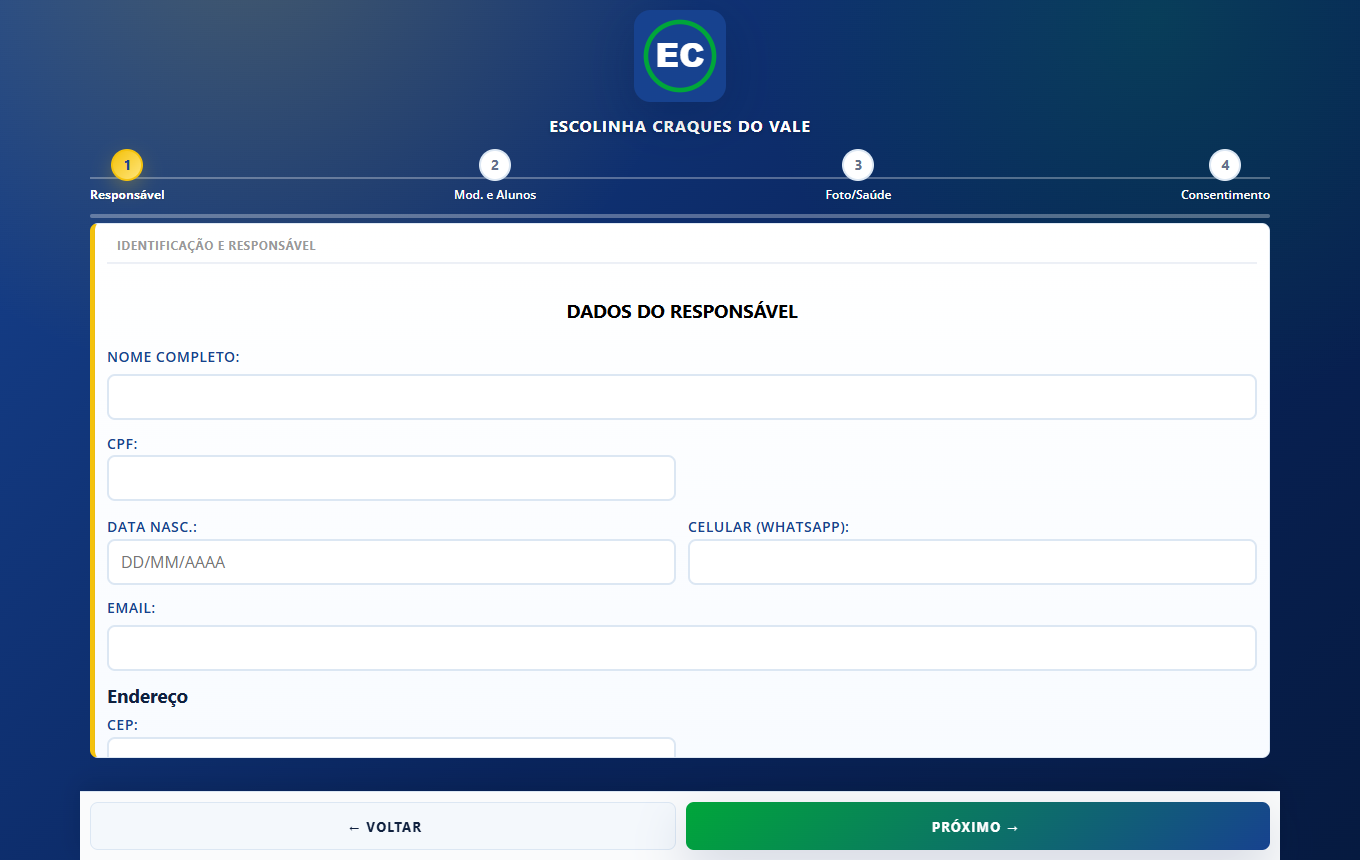 EC
ESCOLINHA CRAQUES DO VALE
1 2 3 4
Responsável Mod. e Alunos Foto/Saúde Consentimento
IDENTIFICAÇÃO E RESPONSÁVEL
DADOS DO RESPONSÁVEL
NOME COMPLETO:
CPF:
DATA NASC.: CELULAR (WHATSAPP):
DD/MM/AAAA
EMAIL:
Endereço
CEP:
← VOLTAR PRÓXIMO →